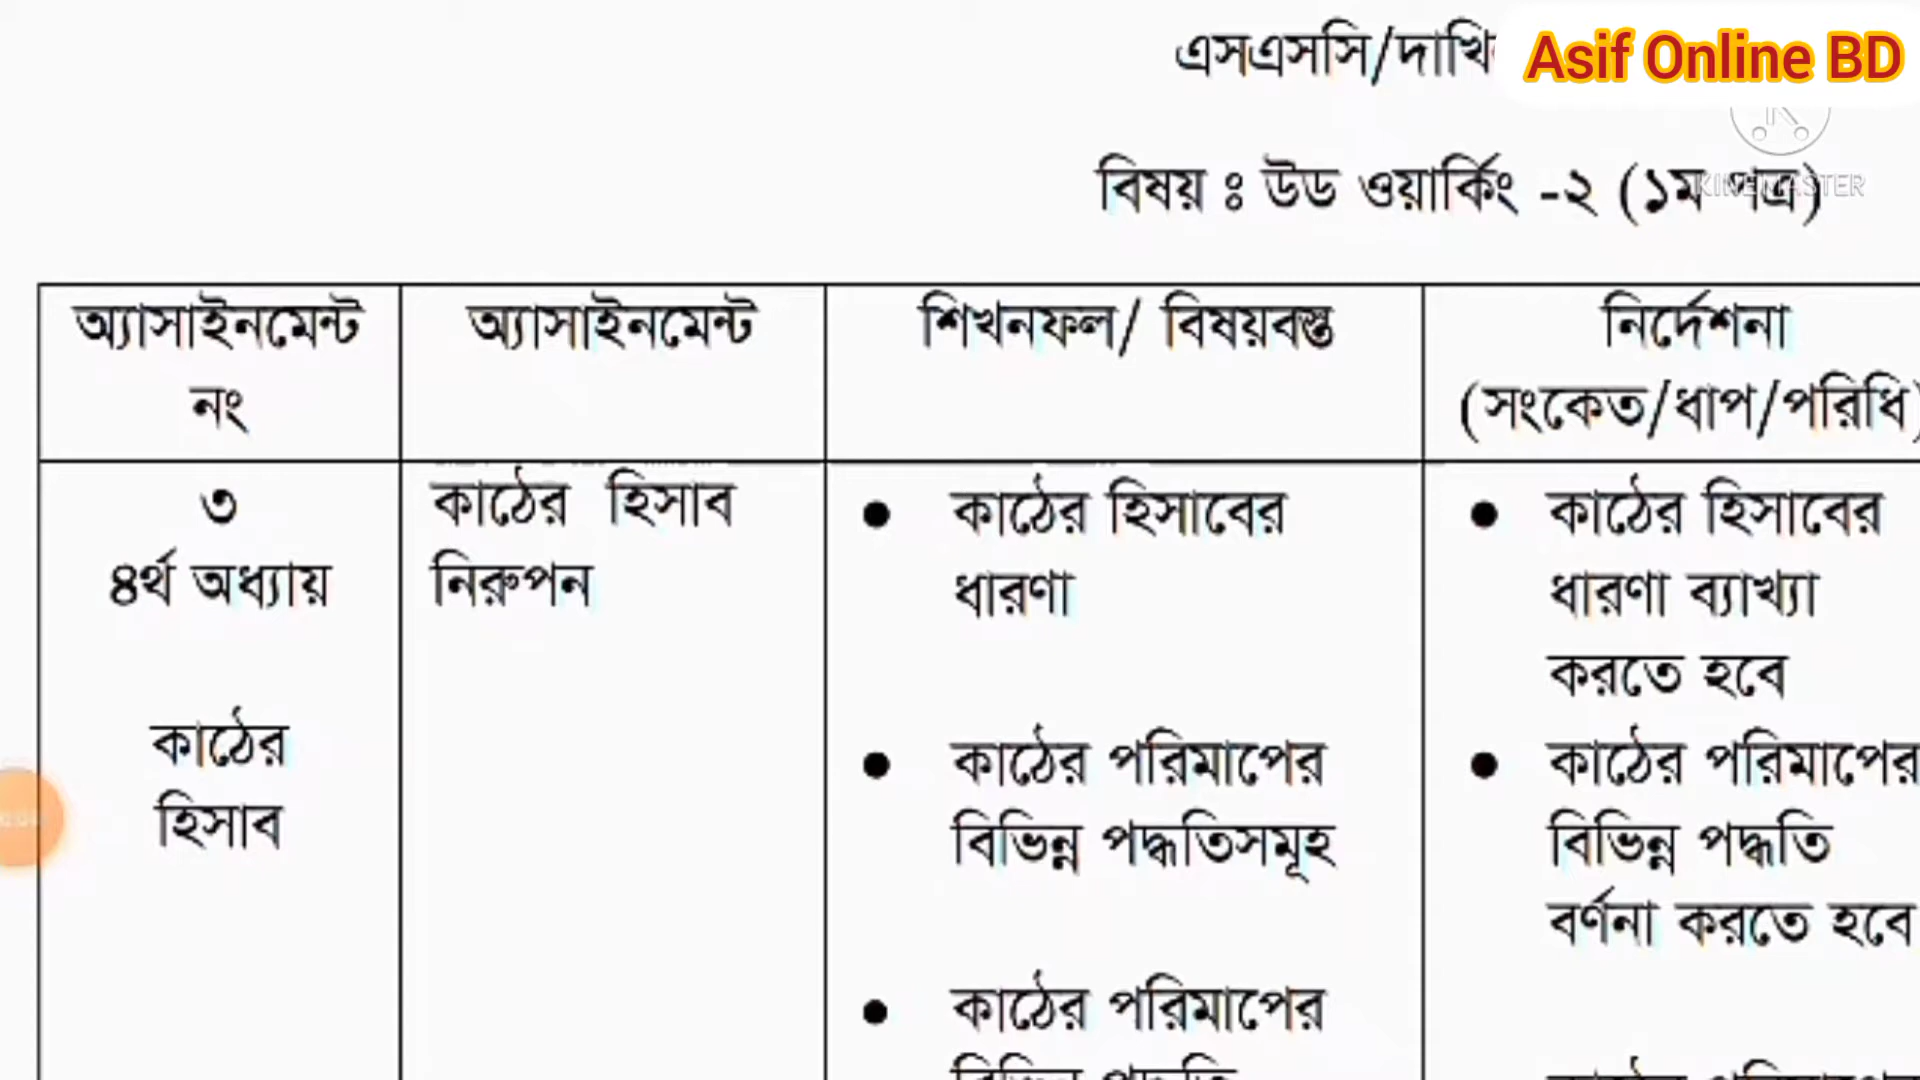 এসএসসি/দাখি
Asif Online BD
KINEMASTER
বিষয় ঃ উড ওয়ার্কিং -২ (১ম পত্র)
অ্যাসাইনমেন্ট
নং
অ্যাসাইনমেন্ট
শিখনফল/ বিষয়বস্তু
নির্দেশনা
(সংকেত/ধাপ/পরিধি)
৩
৪র্থ অধ্যায়
কাঠের
হিসাব
কাঠের হিসাব
নিরুপন
● কাঠের হিসাবের
ধারণা
● কাঠের পরিমাপের
বিভিন্ন পদ্ধতিসমূহ
● কাঠের পরিমাপের
● কাঠের হিসাবের
ধারণা ব্যাখ্যা
করতে হবে
● কাঠের পরিমাপের
বিভিন্ন পদ্ধতি
বর্ণনা করতে হবে